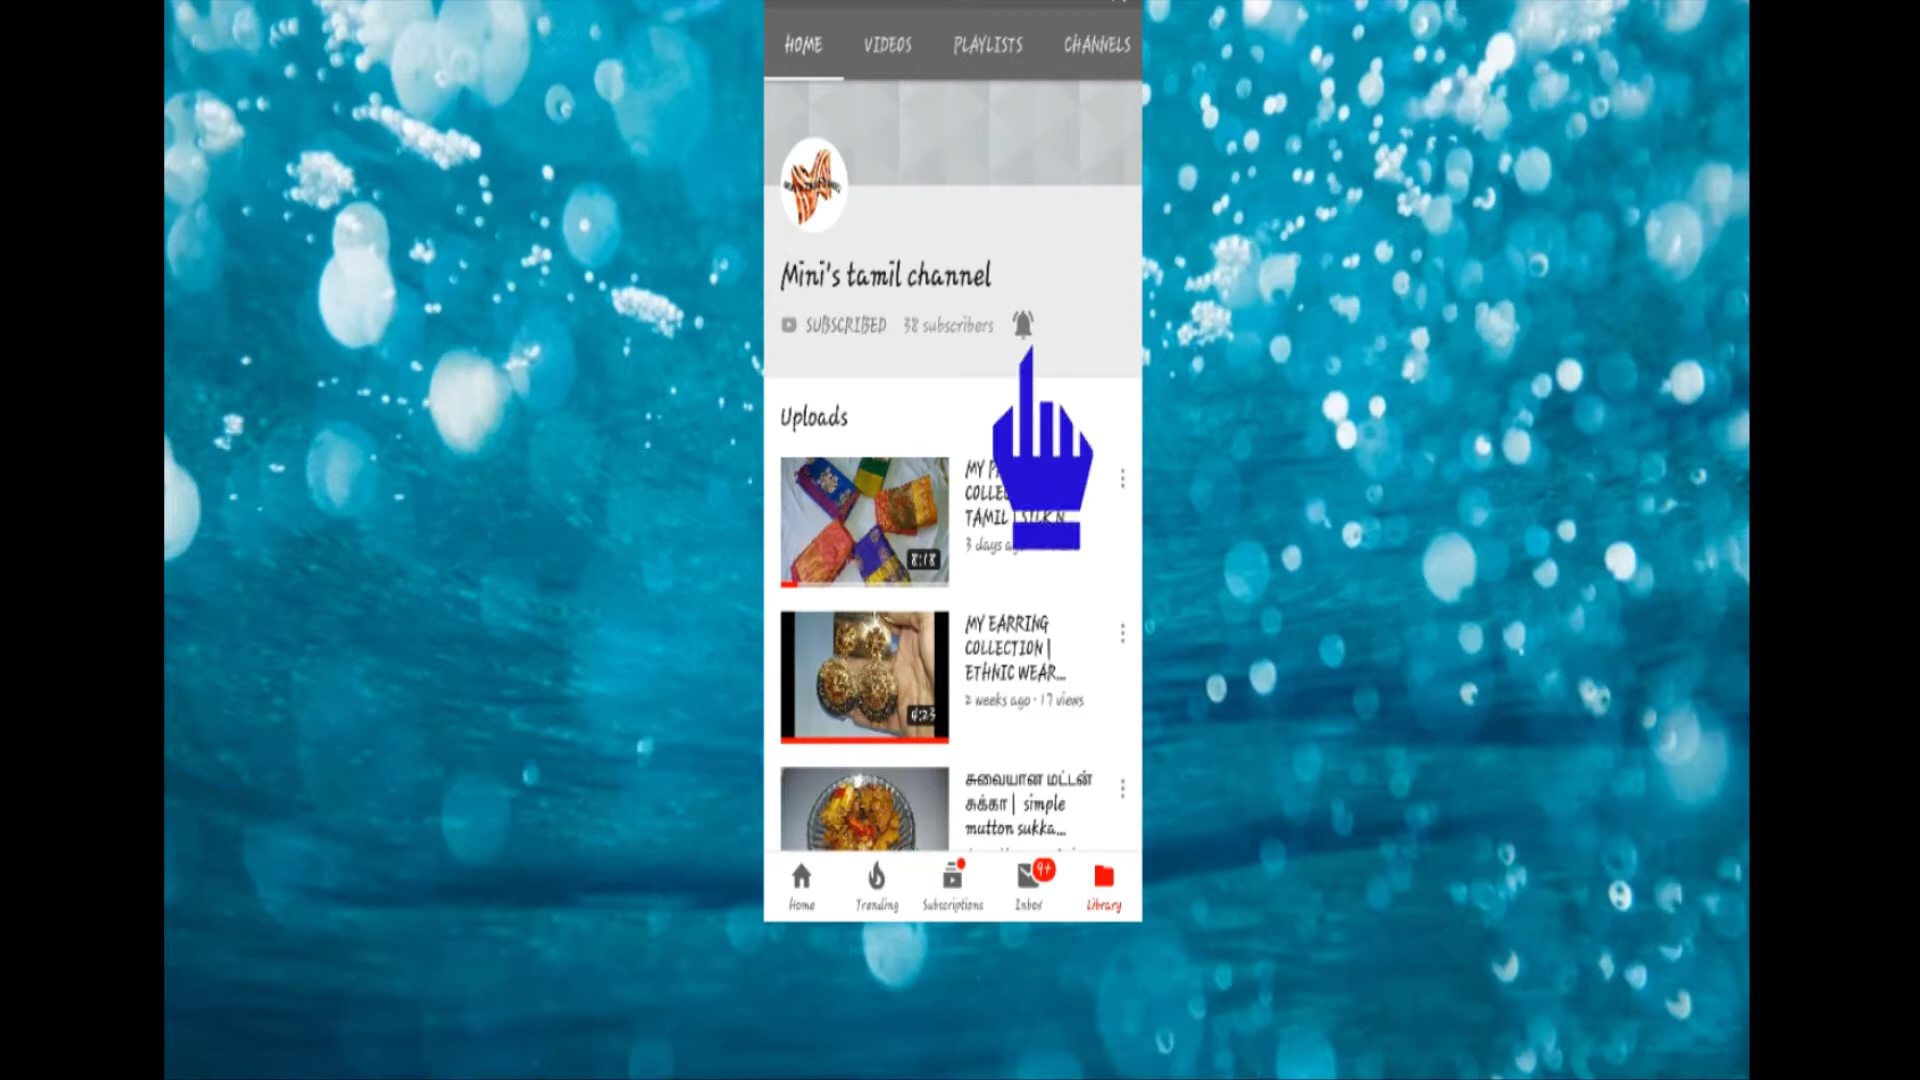 HOME VIDEOS PLAYLISTS CHANNELS
Mini's tamil channel
SUBSCRIBED 38 subscribers
Uploads
MY
COLLE
TAMIL | SILK
3 days
8:18
MY EARRING
COLLECTION |
ETHNIC WEAR...
2 weeks ago · 17 views
4:23
சுவையான மட்டன்
சுக்கா | simple
mutton sukka...
9+
Home Trending Subscriptions Inbox Library